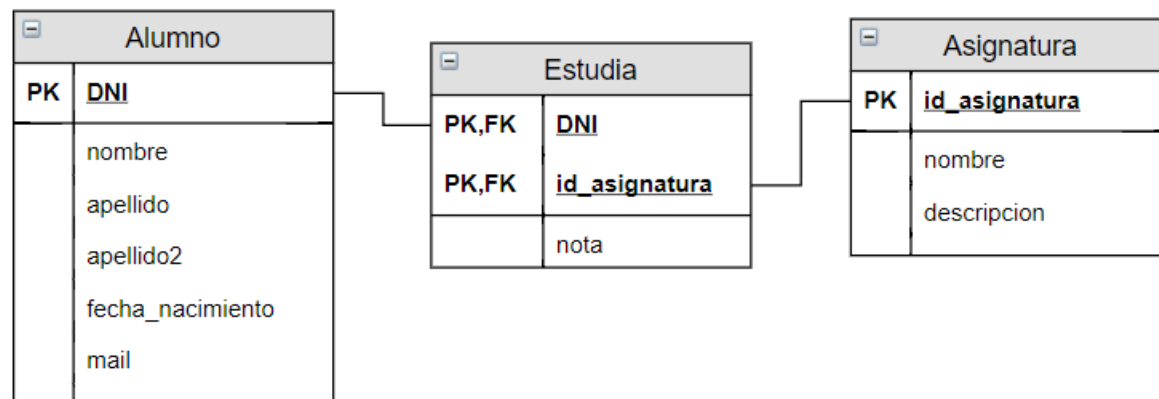 Alumno
PK DNI
nombre
apellido
apellido2
fecha_nacimiento
mail
Estudia
PK,FK DNI
PK,FK id_asignatura
nota
Asignatura
PK id_asignatura
nombre
descripcion